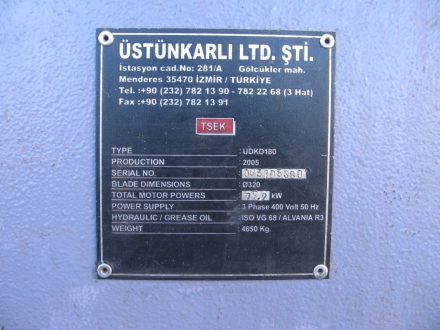 ÜSTÜNKARLI LTD. ŞTİ.
İstasyon cad.No: 281/A Gölcükler mah.
Menderes 35470 İZMİR / TÜRKİYE
Tel. :+90 (232) 782 13 90 - 782 22 68 (3 Hat)
Fax :+90 (232) 782 13 91
TSEK
TYPE : UDKD180
PRODUCTION : 2005
SERIAL NO. :
BLADE DIMENSIONS : Ø320
TOTAL MOTOR POWERS : kW
POWER SUPPLY : 3 Phase 400 Volt 50 Hz
HYDRAULIC / GREASE OIL : ISO VG 68 / ALVANIA R3
WEIGHT : 4650 Kg.